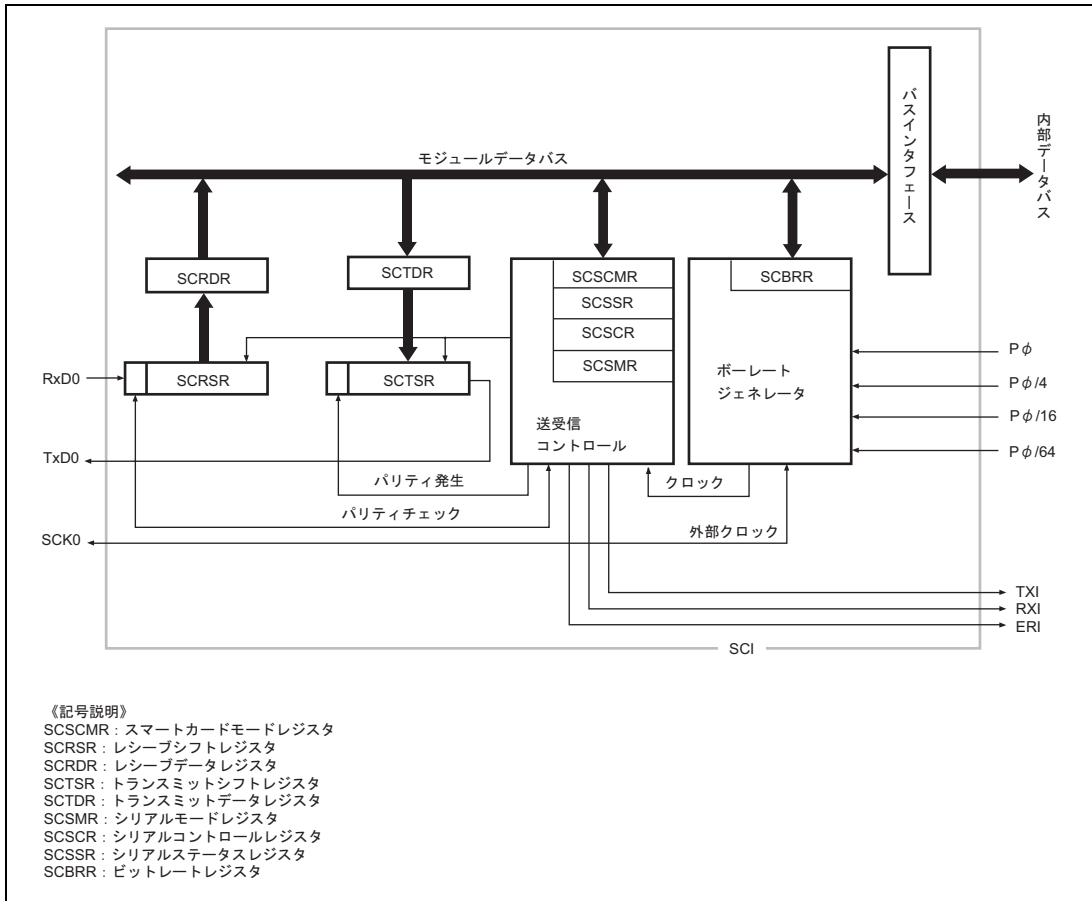 バスインタフェース
内部データバス
モジュールデータバス
SCRDR
SCTDR
SCSCMR
SCSSR
SCSCR
SCSMR
SCBRR
RxD0
SCRSR
SCTSR
送受信
コントロール
ボーレート
ジェネレータ
Pφ
Pφ/4
Pφ/16
Pφ/64
TxD0
パリティ発生
クロック
パリティチェック
SCK0
外部クロック
TXI
RXI
ERI
SCI
《記号説明》
SCSCMR：スマートカードモードレジスタ
SCRSR：レシーブシフトレジスタ
SCRDR：レシーブデータレジスタ
SCTSR：トランスミットシフトレジスタ
SCTDR：トランスミットデータレジスタ
SCSMR：シリアルモードレジスタ
SCSCR：シリアルコントロールレジスタ
SCSSR：シリアルステータスレジスタ
SCBRR：ビットレートレジスタ